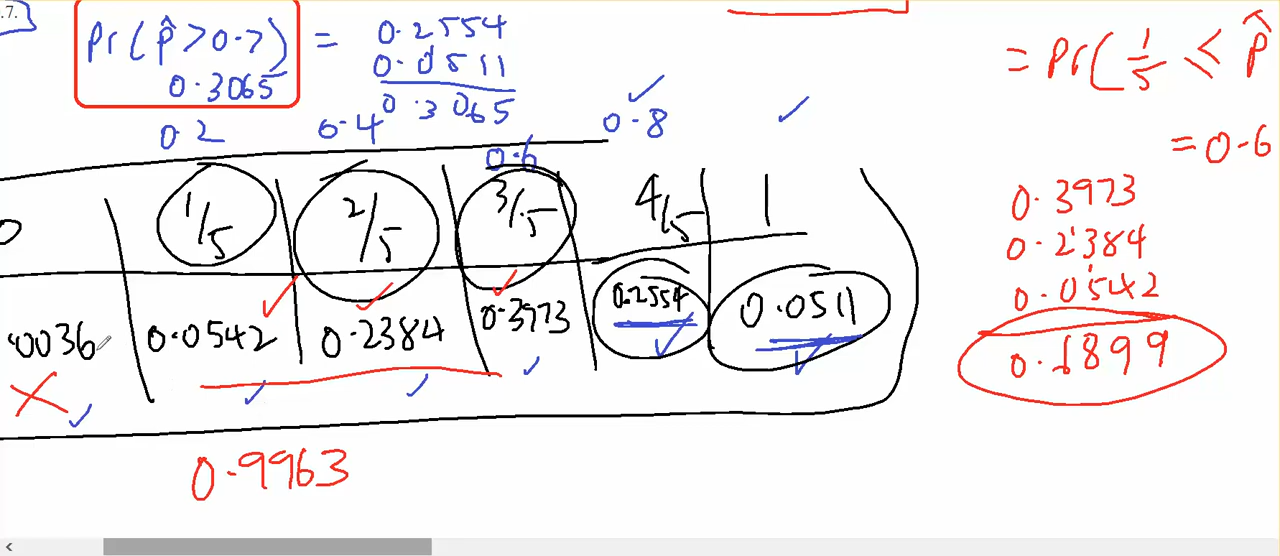 .7.
Pr(p̂ > 0.7) = 0.2554
0.3065
0.0511
0.3065
= Pr(1/5 ≤ p̂
= 0.6
0.2 0.4 0.6 0.8
0 1/5 2/5 3/5 4/5 1
.0036 0.0542 0.2384 0.3973 0.2554 0.0511
0.3973
0.2384
0.0542
0.6899
0.9963